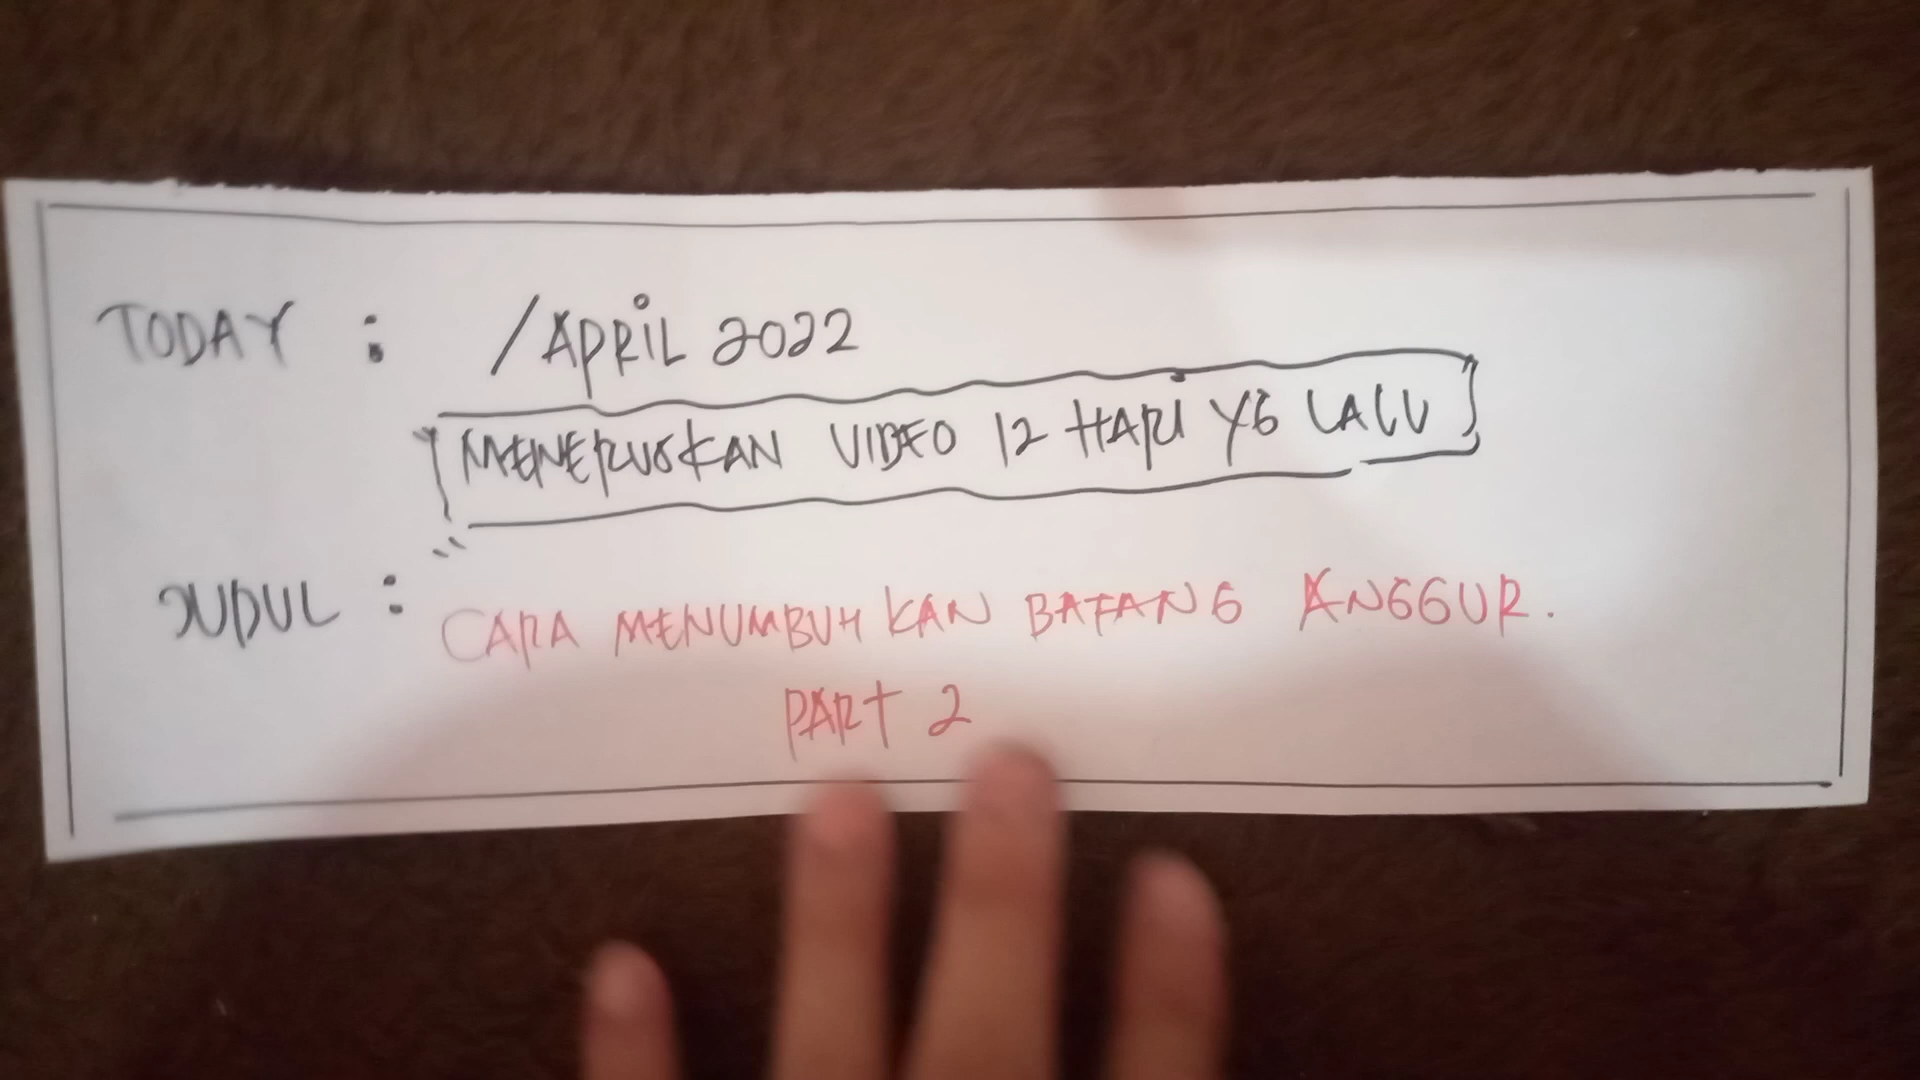 TODAY : /APRIL 2022
MENERUSKAN VIDEO 12 HARI YG LALU
JUDUL : "CARA MENUMBUHKAN BATANG ANGGUR.
PART 2